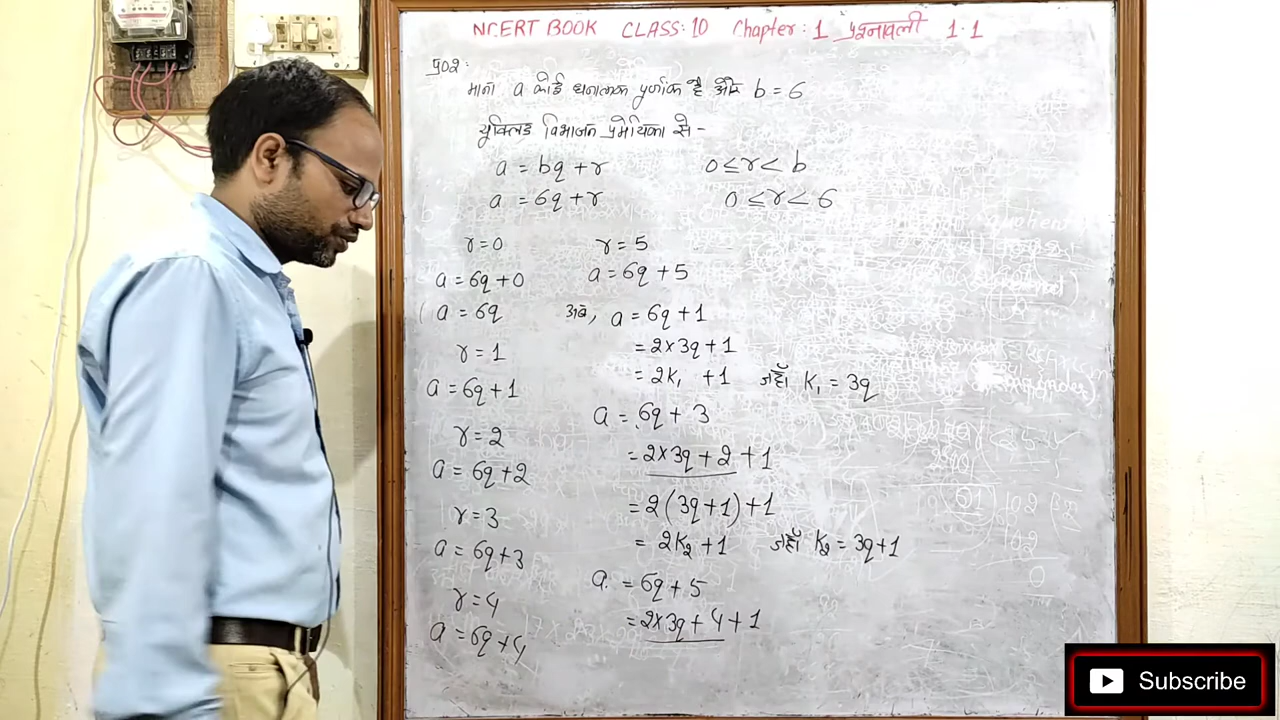 NCERT BOOK CLASS: 10 Chapter: 1 प्रश्नावली 1.1
प्र०२:
माना a कोई धनात्मक पूर्णांक है और b = 6
युक्लिड विभाजन प्रमेयिका से -
a = bq + r 0 ≤ r < b
a = 6q + r 0 ≤ r < 6
r = 0
a = 6q + 0
a = 6q
r = 1
a = 6q + 1
r = 2
a = 6q + 2
r = 3
a = 6q + 3
r = 4
a = 6q + 4
r = 5
a = 6q + 5
अब, a = 6q + 1
= 2 x 3q + 1
= 2K₁ + 1 जहाँ K₁ = 3q
a = 6q + 3
= 2 x 3q + 2 + 1
= 2(3q + 1) + 1
= 2K₂ + 1 जहाँ K₂ = 3q + 1
a = 6q + 5
= 2 x 3q + 4 + 1
Subscribe